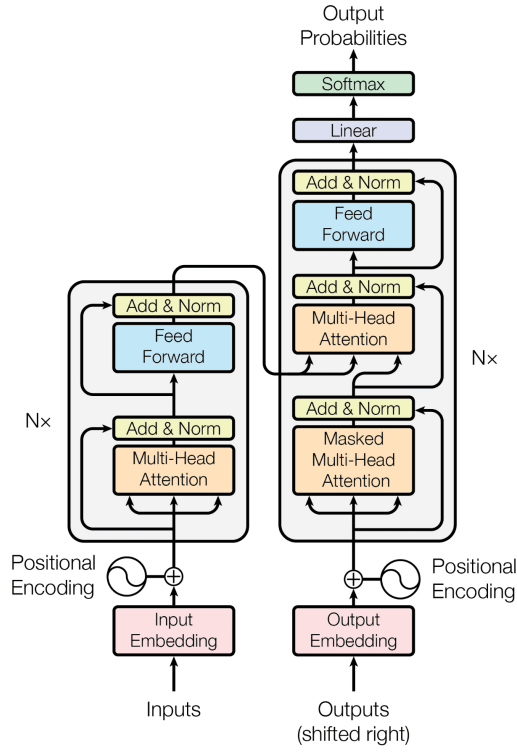 Output
Probabilities
Softmax
Linear
Add & Norm
Feed
Forward
Add & Norm
Multi-Head
Attention
Add & Norm
Masked
Multi-Head
Attention
N×
Positional
Encoding
Output
Embedding
Outputs
(shifted right)
Add & Norm
Feed
Forward
N×
Add & Norm
Multi-Head
Attention
Positional
Encoding
Input
Embedding
Inputs